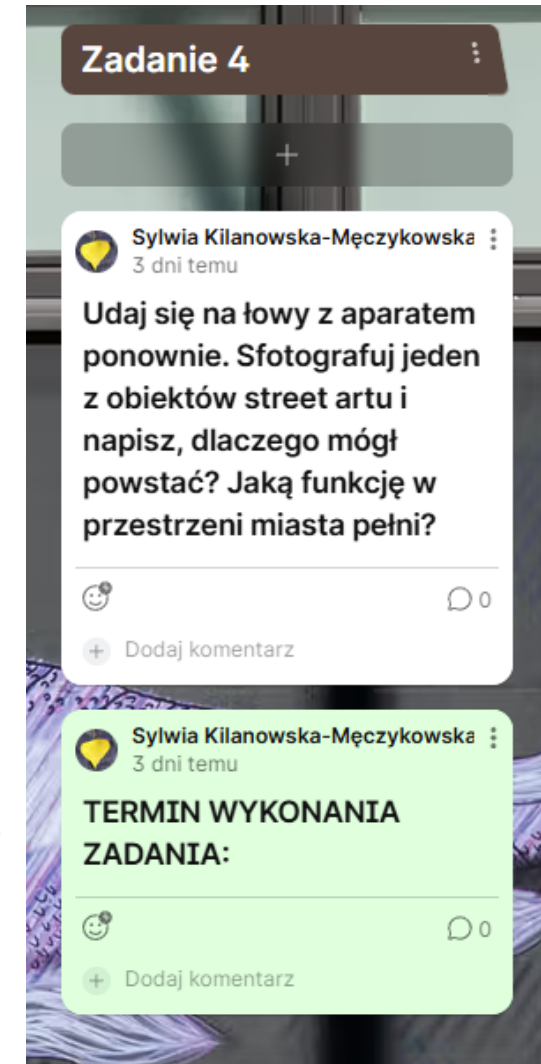 Zadanie 4
Sylwia Kilanowska-Męczykowska
3 dni temu
Udaj się na łowy z aparatem
ponownie. Sfotografuj jeden
z obiektów street artu i
napisz, dlaczego mógł
powstać? Jaką funkcję w
przestrzeni miasta pełni?
0
Dodaj komentarz
Sylwia Kilanowska-Męczykowska
3 dni temu
TERMIN WYKONANIA
ZADANIA:
0
Dodaj komentarz